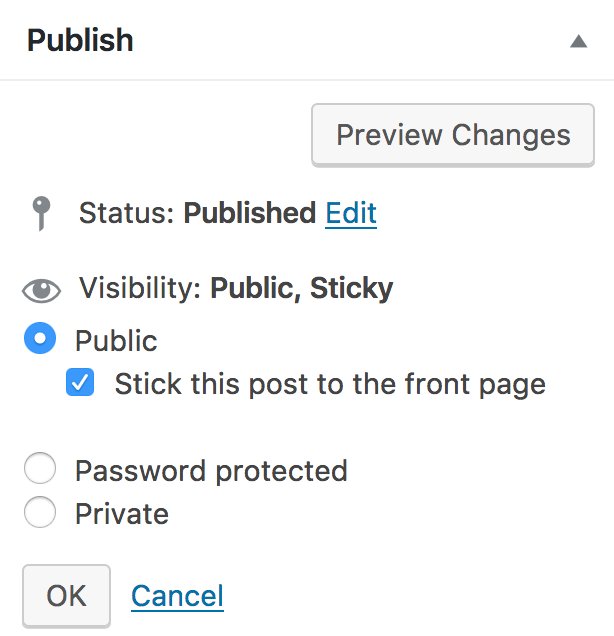 Publish
Preview Changes
Status: Published Edit
Visibility: Public, Sticky
Public
Stick this post to the front page
Password protected
Private
OK Cancel